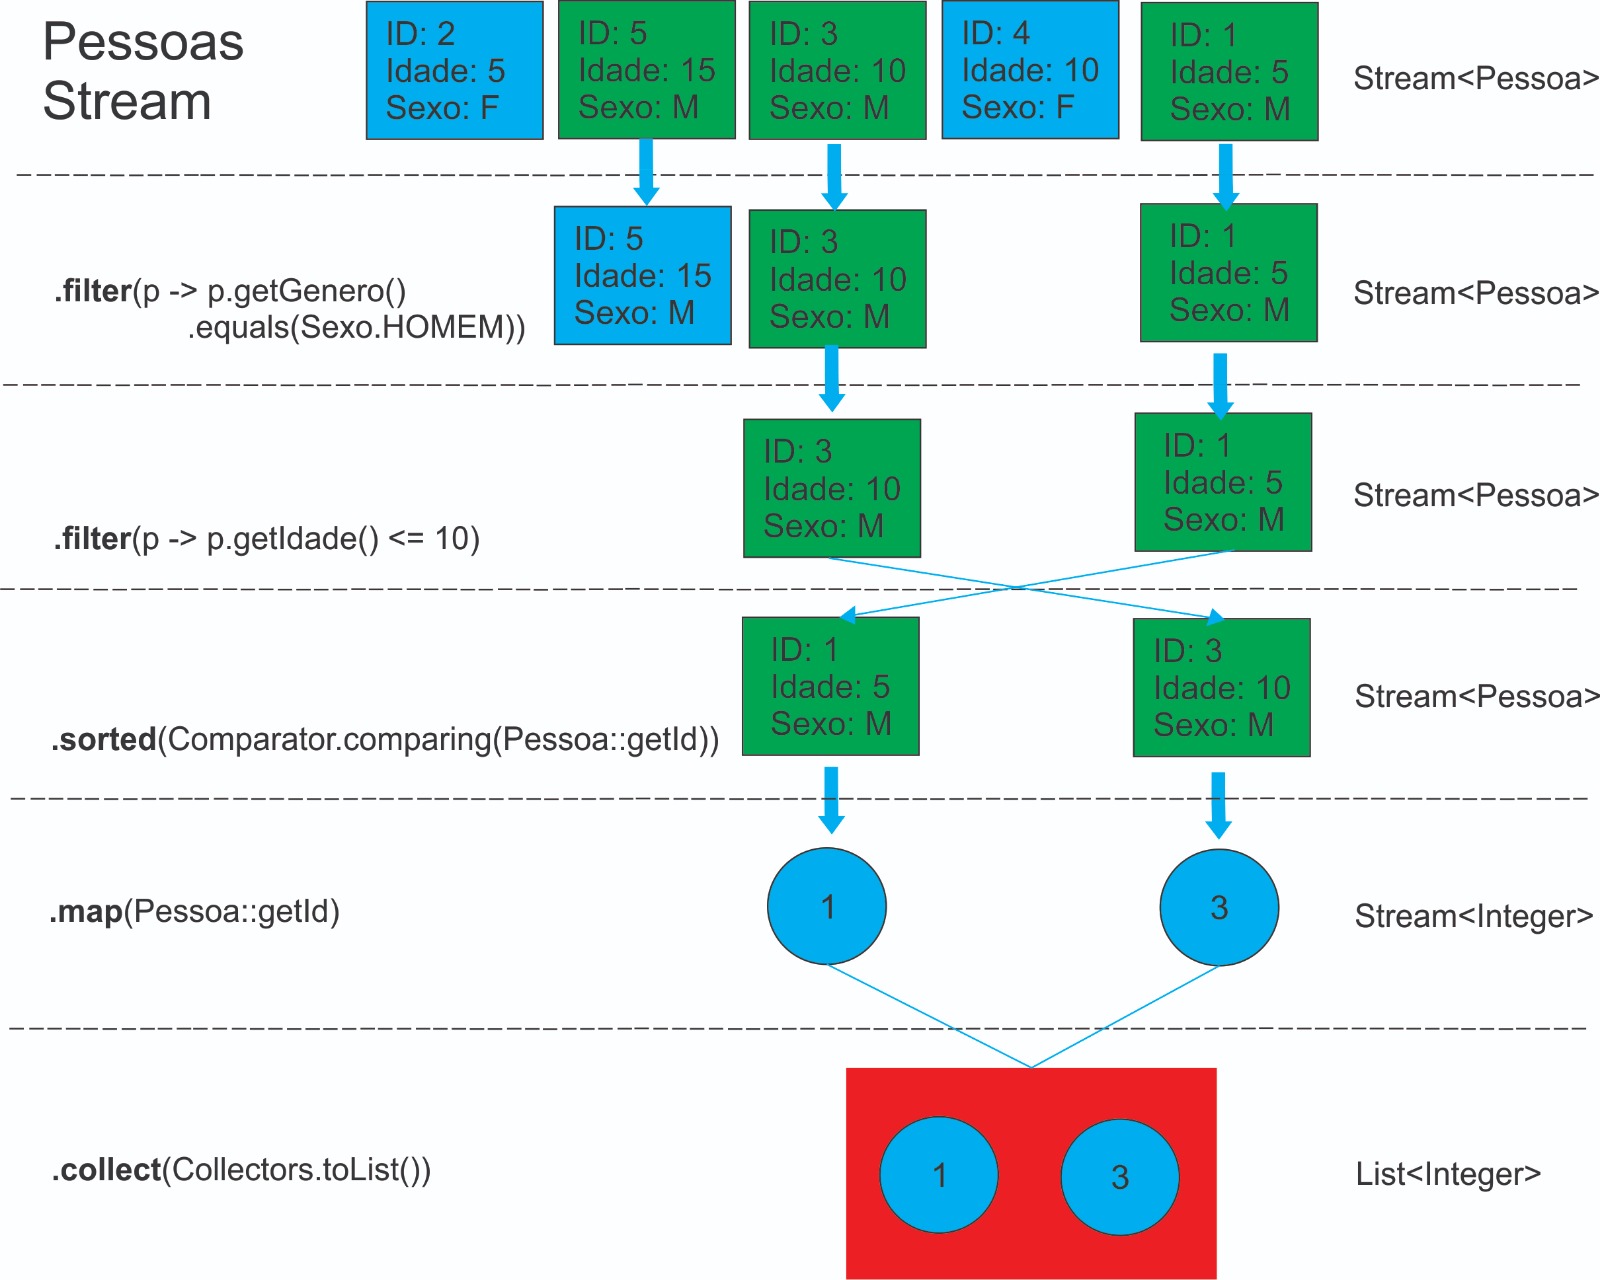 Pessoas
Stream
ID: 2
Idade: 5
Sexo: F
ID: 5
Idade: 15
Sexo: M
ID: 3
Idade: 10
Sexo: M
ID: 4
Idade: 10
Sexo: F
ID: 1
Idade: 5
Sexo: M
Stream<Pessoa>
.filter(p -> p.getGenero()
.equals(Sexo.HOMEM))
ID: 5
Idade: 15
Sexo: M
ID: 3
Idade: 10
Sexo: M
ID: 1
Idade: 5
Sexo: M
Stream<Pessoa>
.filter(p -> p.getIdade() <= 10)
ID: 3
Idade: 10
Sexo: M
ID: 1
Idade: 5
Sexo: M
Stream<Pessoa>
.sorted(Comparator.comparing(Pessoa::getId))
ID: 1
Idade: 5
Sexo: M
ID: 3
Idade: 10
Sexo: M
Stream<Pessoa>
.map(Pessoa::getId)
1
3
Stream<Integer>
.collect(Collectors.toList())
1
3
List<Integer>